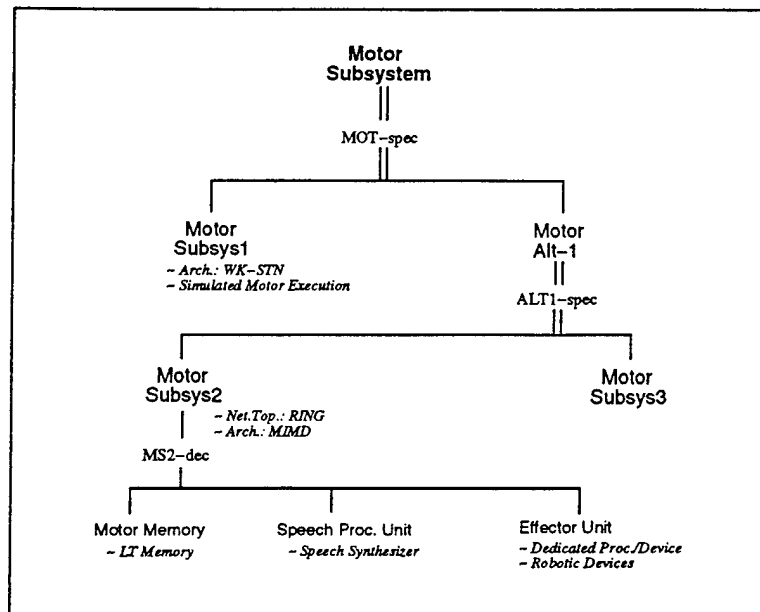 Motor
Subsystem
MOT-spec
Motor
Subsys1
~ Arch.: WK-STN
~ Simulated Motor Execution
Motor
Alt-1
ALT1-spec
Motor
Subsys2
~ Net.Top.: RING
~ Arch.: MIMD
Motor
Subsys3
MS2-dec
Motor Memory
~ LT Memory
Speech Proc. Unit
~ Speech Synthesizer
Effector Unit
~ Dedicated Proc./Device
~ Robotic Devices